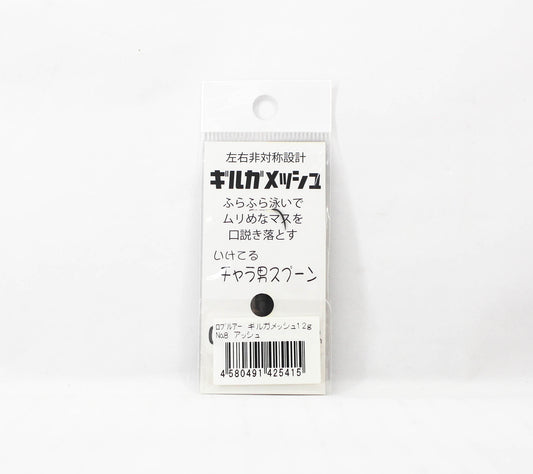 左右非対称設計
ギルガメッシュ
ふらふら泳いで
ムリめなマスを
口説き落とす
いけてる
チャラ男スプーン
ロブルアー ギルガメッシュ1.2g
No.8 アッシュ
4 580491 425415